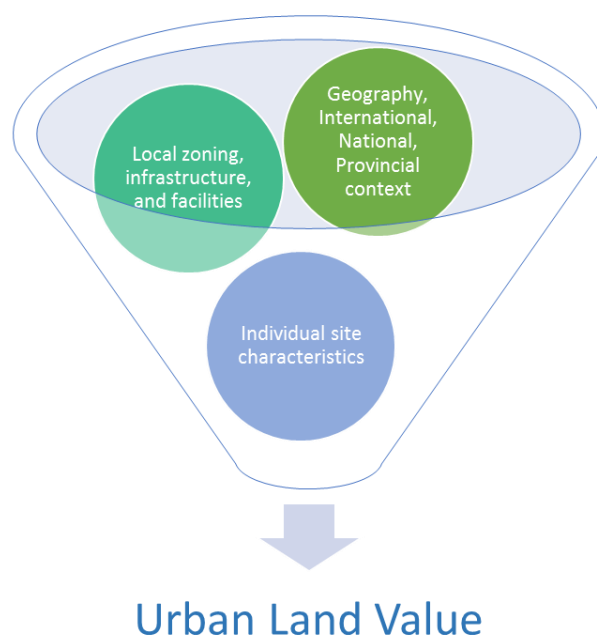 Geography,
International,
National,
Provincial
context
Local zoning,
infrastructure,
and facilities
Individual site
characteristics
Urban Land Value